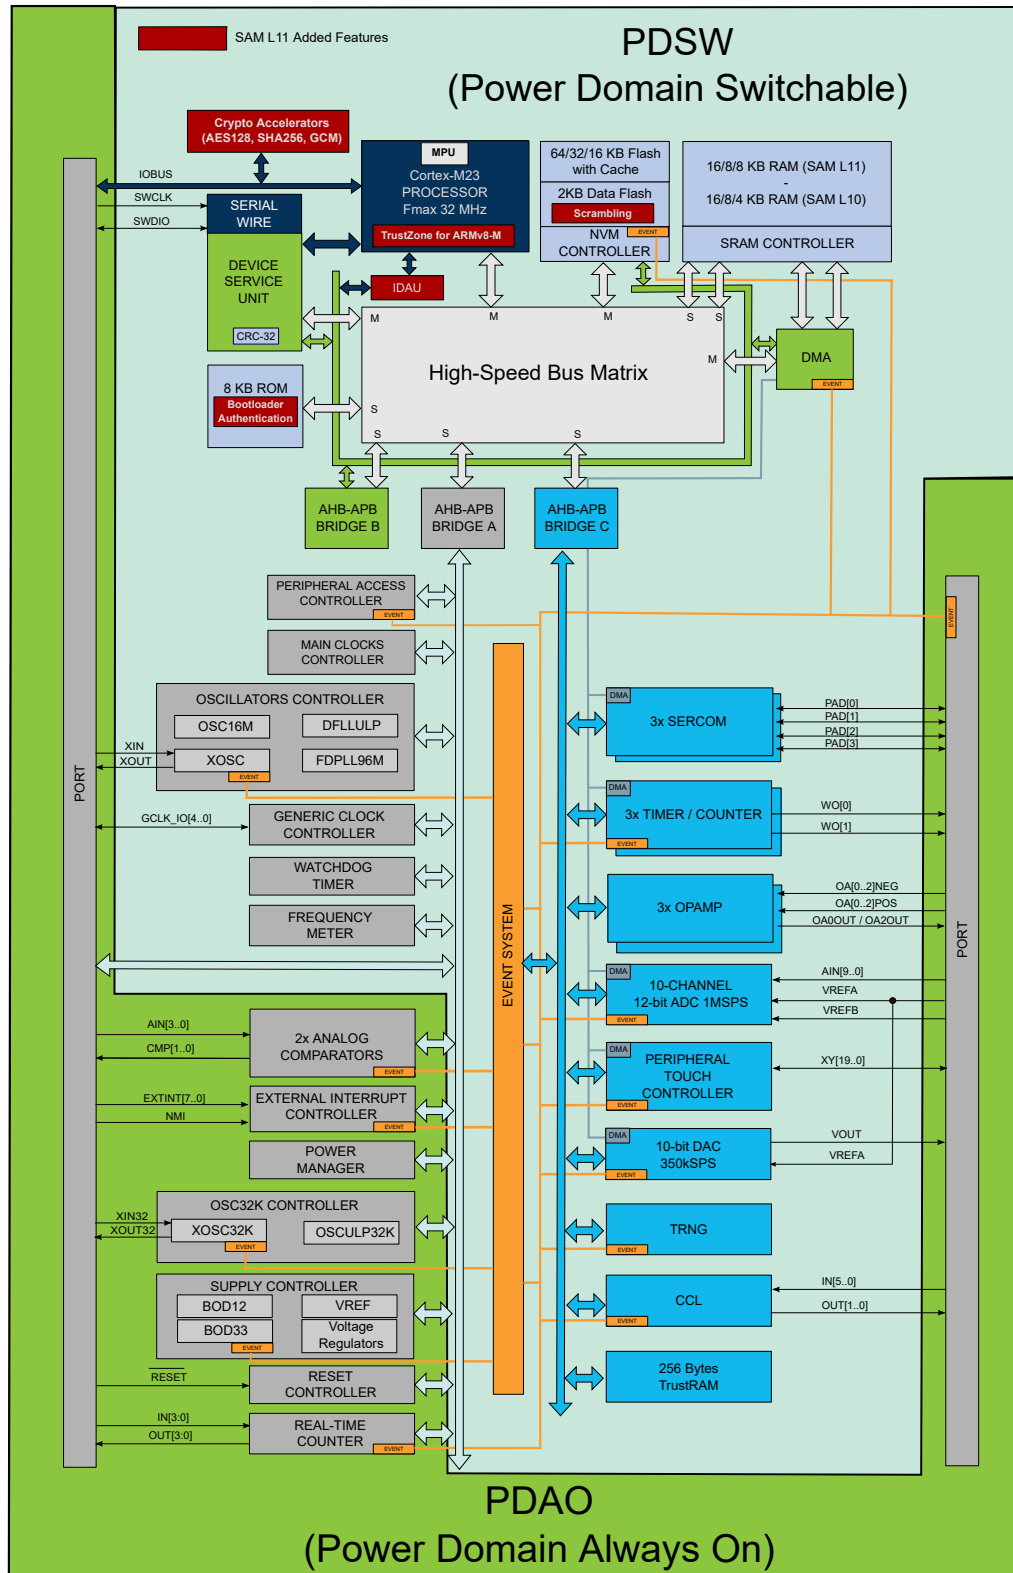 SAM L11 Added Features
PDSW
(Power Domain Switchable)
Crypto Accelerators
(AES128, SHA256, GCM)
IOBUS
SWCLK
SWDIO
SERIAL
WIRE
DEVICE
SERVICE
UNIT
CRC-32
MPU
Cortex-M23
PROCESSOR
Fmax 32 MHz
TrustZone for ARMv8-M
IDAU
64/32/16 KB Flash
with Cache
2KB Data Flash
Scrambling
EVENT
NVM
CONTROLLER
16/8/8 KB RAM (SAM L11)
-
16/8/4 KB RAM (SAM L10)
SRAM CONTROLLER
M
M
M
S
S
High-Speed Bus Matrix
M
DMA
EVENT
8 KB ROM
Bootloader
Authentication
S
S
S
S
AHB-APB
BRIDGE B
AHB-APB
BRIDGE A
AHB-APB
BRIDGE C
PERIPHERAL ACCESS
CONTROLLER
EVENT
MAIN CLOCKS
CONTROLLER
OSCILLATORS CONTROLLER
OSC16M
DFLLULP
XOSC
FDPLL96M
EVENT
XIN
XOUT
PORT
GCLK_IO[4..0]
GENERIC CLOCK
CONTROLLER
WATCHDOG
TIMER
FREQUENCY
METER
EVENT SYSTEM
AIN[3..0]
CMP[1..0]
2x ANALOG
COMPARATORS
EVENT
EXTINT[7..0]
NMI
EXTERNAL INTERRUPT
CONTROLLER
EVENT
POWER
MANAGER
OSC32K CONTROLLER
XIN32
XOUT32
XOSC32K
OSCULP32K
EVENT
SUPPLY CONTROLLER
BOD12
VREF
BOD33
Voltage
Regulators
EVENT
RESET
RESET
CONTROLLER
IN[3:0]
OUT[3:0]
REAL-TIME
COUNTER
EVENT
EVENT
PORT
DMA
3x SERCOM
PAD[0]
PAD[1]
PAD[2]
PAD[3]
DMA
3x TIMER / COUNTER
EVENT
WO[0]
WO[1]
3x OPAMP
OA[0..2]NEG
OA[0..2]POS
OA0OUT / OA2OUT
DMA
10-CHANNEL
12-bit ADC 1MSPS
EVENT
AIN[9..0]
VREFA
VREFB
DMA
PERIPHERAL
TOUCH
CONTROLLER
EVENT
XY[19..0]
DMA
10-bit DAC
350kSPS
EVENT
VOUT
VREFA
TRNG
EVENT
CCL
EVENT
IN[5..0]
OUT[1..0]
256 Bytes
TrustRAM
PDAO
(Power Domain Always On)